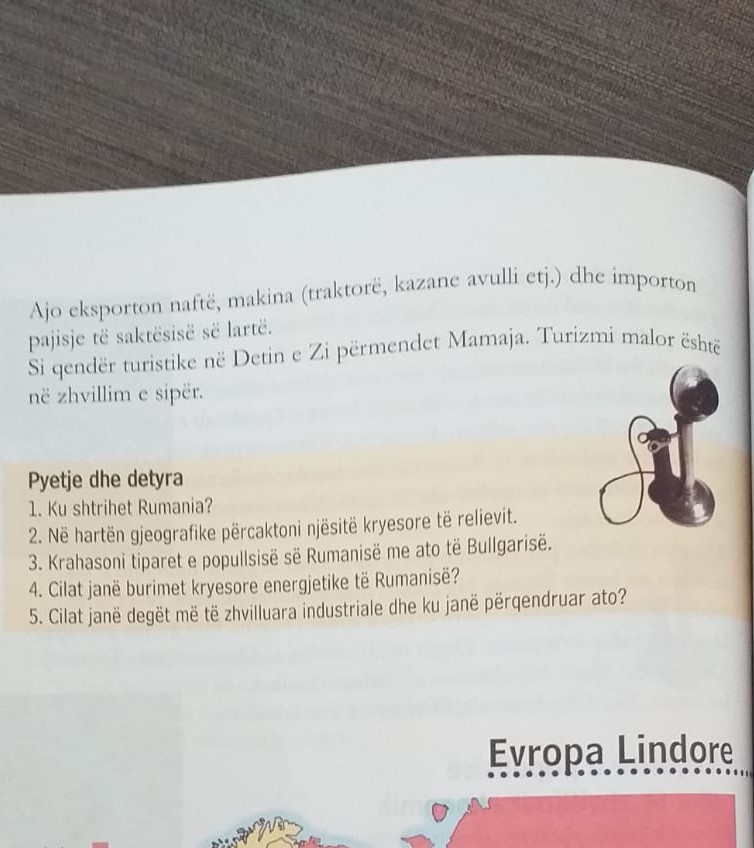 Ajo eksporton naftë, makina (traktorë, kazane avulli etj.) dhe importon
pajisje të saktësisë së lartë.
Si qendër turistike në Detin e Zi përmendet Mamaja. Turizmi malor është
në zhvillim e sipër.
Pyetje dhe detyra
1. Ku shtrihet Rumania?
2. Në hartën gjeografike përcaktoni njësitë kryesore të relievit.
3. Krahasoni tiparet e popullsisë së Rumanisë me ato të Bullgarisë.
4. Cilat janë burimet kryesore energjetike të Rumanisë?
5. Cilat janë degët më të zhvilluara industriale dhe ku janë përqendruar ato?
Evropa Lindore